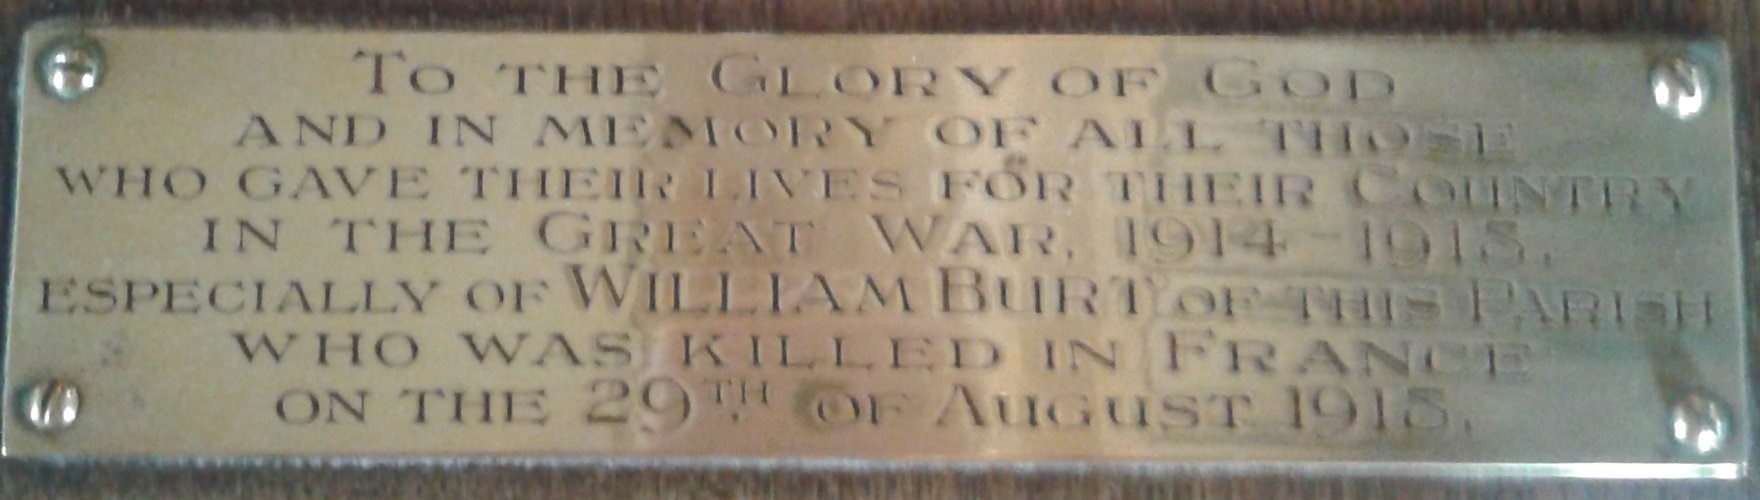 To the Glory of God
and in memory of all those
who gave their lives for their Country
in the Great War, 1914-1918,
especially of William Burt of this Parish
who was killed in France
on the 29TH of August 1918.